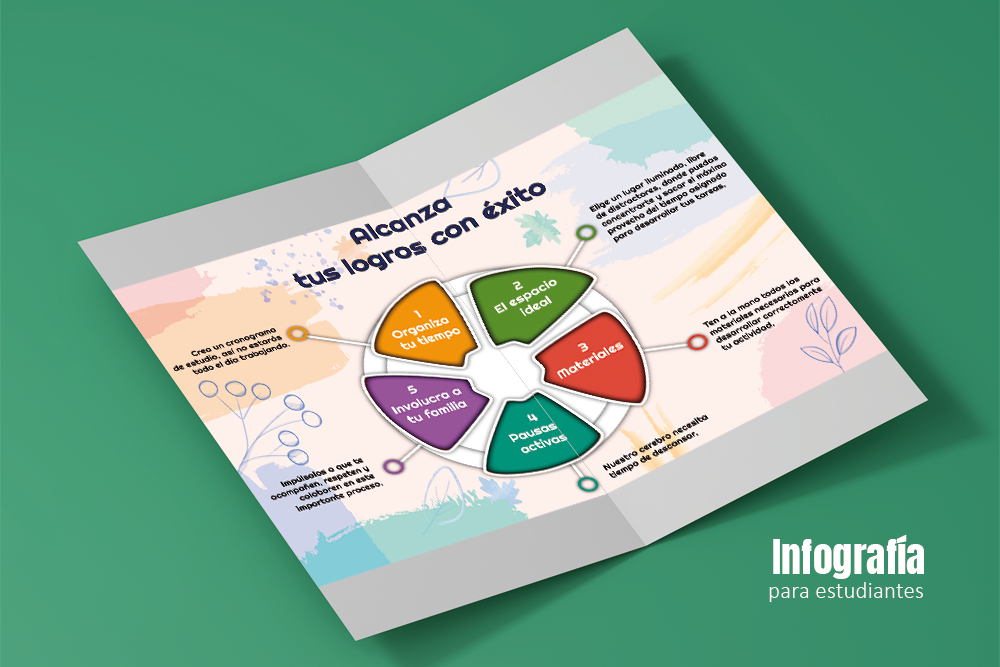 Alcanza
tus logros con éxito
1
Organiza
tu tiempo
Crea un cronograma
de estudio, así no estarás
todo el día trabajando.
2
El espacio
ideal
Elige un lugar iluminado, libre
de distractores, donde puedas
concentrarte y sacar el máximo
provecho del tiempo asignado
para desarrollar tus tareas.
3
Materiales
Ten a la mano todos los
materiales necesarios para
desarrollar correctamente
tu actividad.
4
Pausas
activas
Nuestro cerebro necesita
tiempo de descansar.
5
Involucra a
tu familia
Impúlsalos a que te
acompañen, respeten y
colaboren en este
importante proceso.
Infografía
para estudiantes